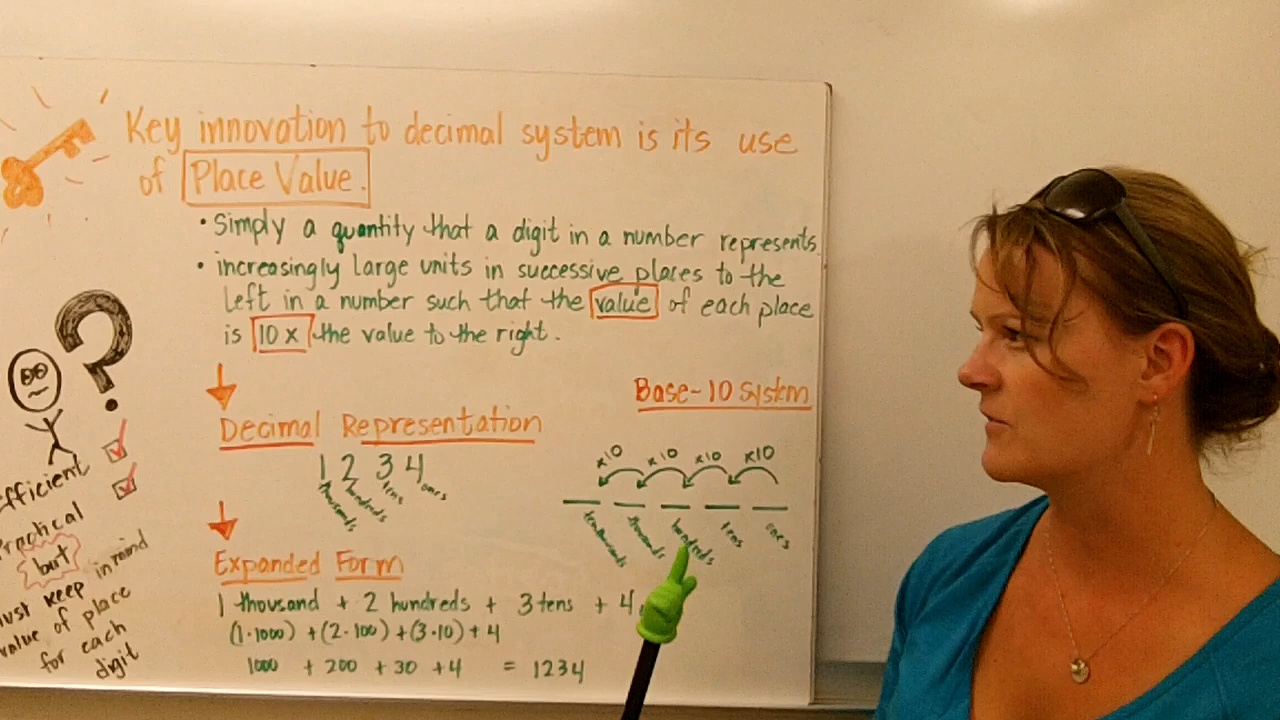 Key innovation to decimal system is its use
of Place Value.
• Simply a quantity that a digit in a number represents
• increasingly large units in successive places to the
left in a number such that the value of each place
is 10 x the value to the right.
Decimal Representation
1 2 3 4
thousands hundreds tens ones
Expanded Form
1 thousand + 2 hundreds + 3 tens + 4
(1·1000) + (2·100) + (3·10) + 4
1000 + 200 + 30 + 4 = 1234
Base-10 System
x10 x10 x10 x10
tenthousands thousands hundreds tens ones
fficient
ractical
but
ust keep in mind
value of place
for each
digit